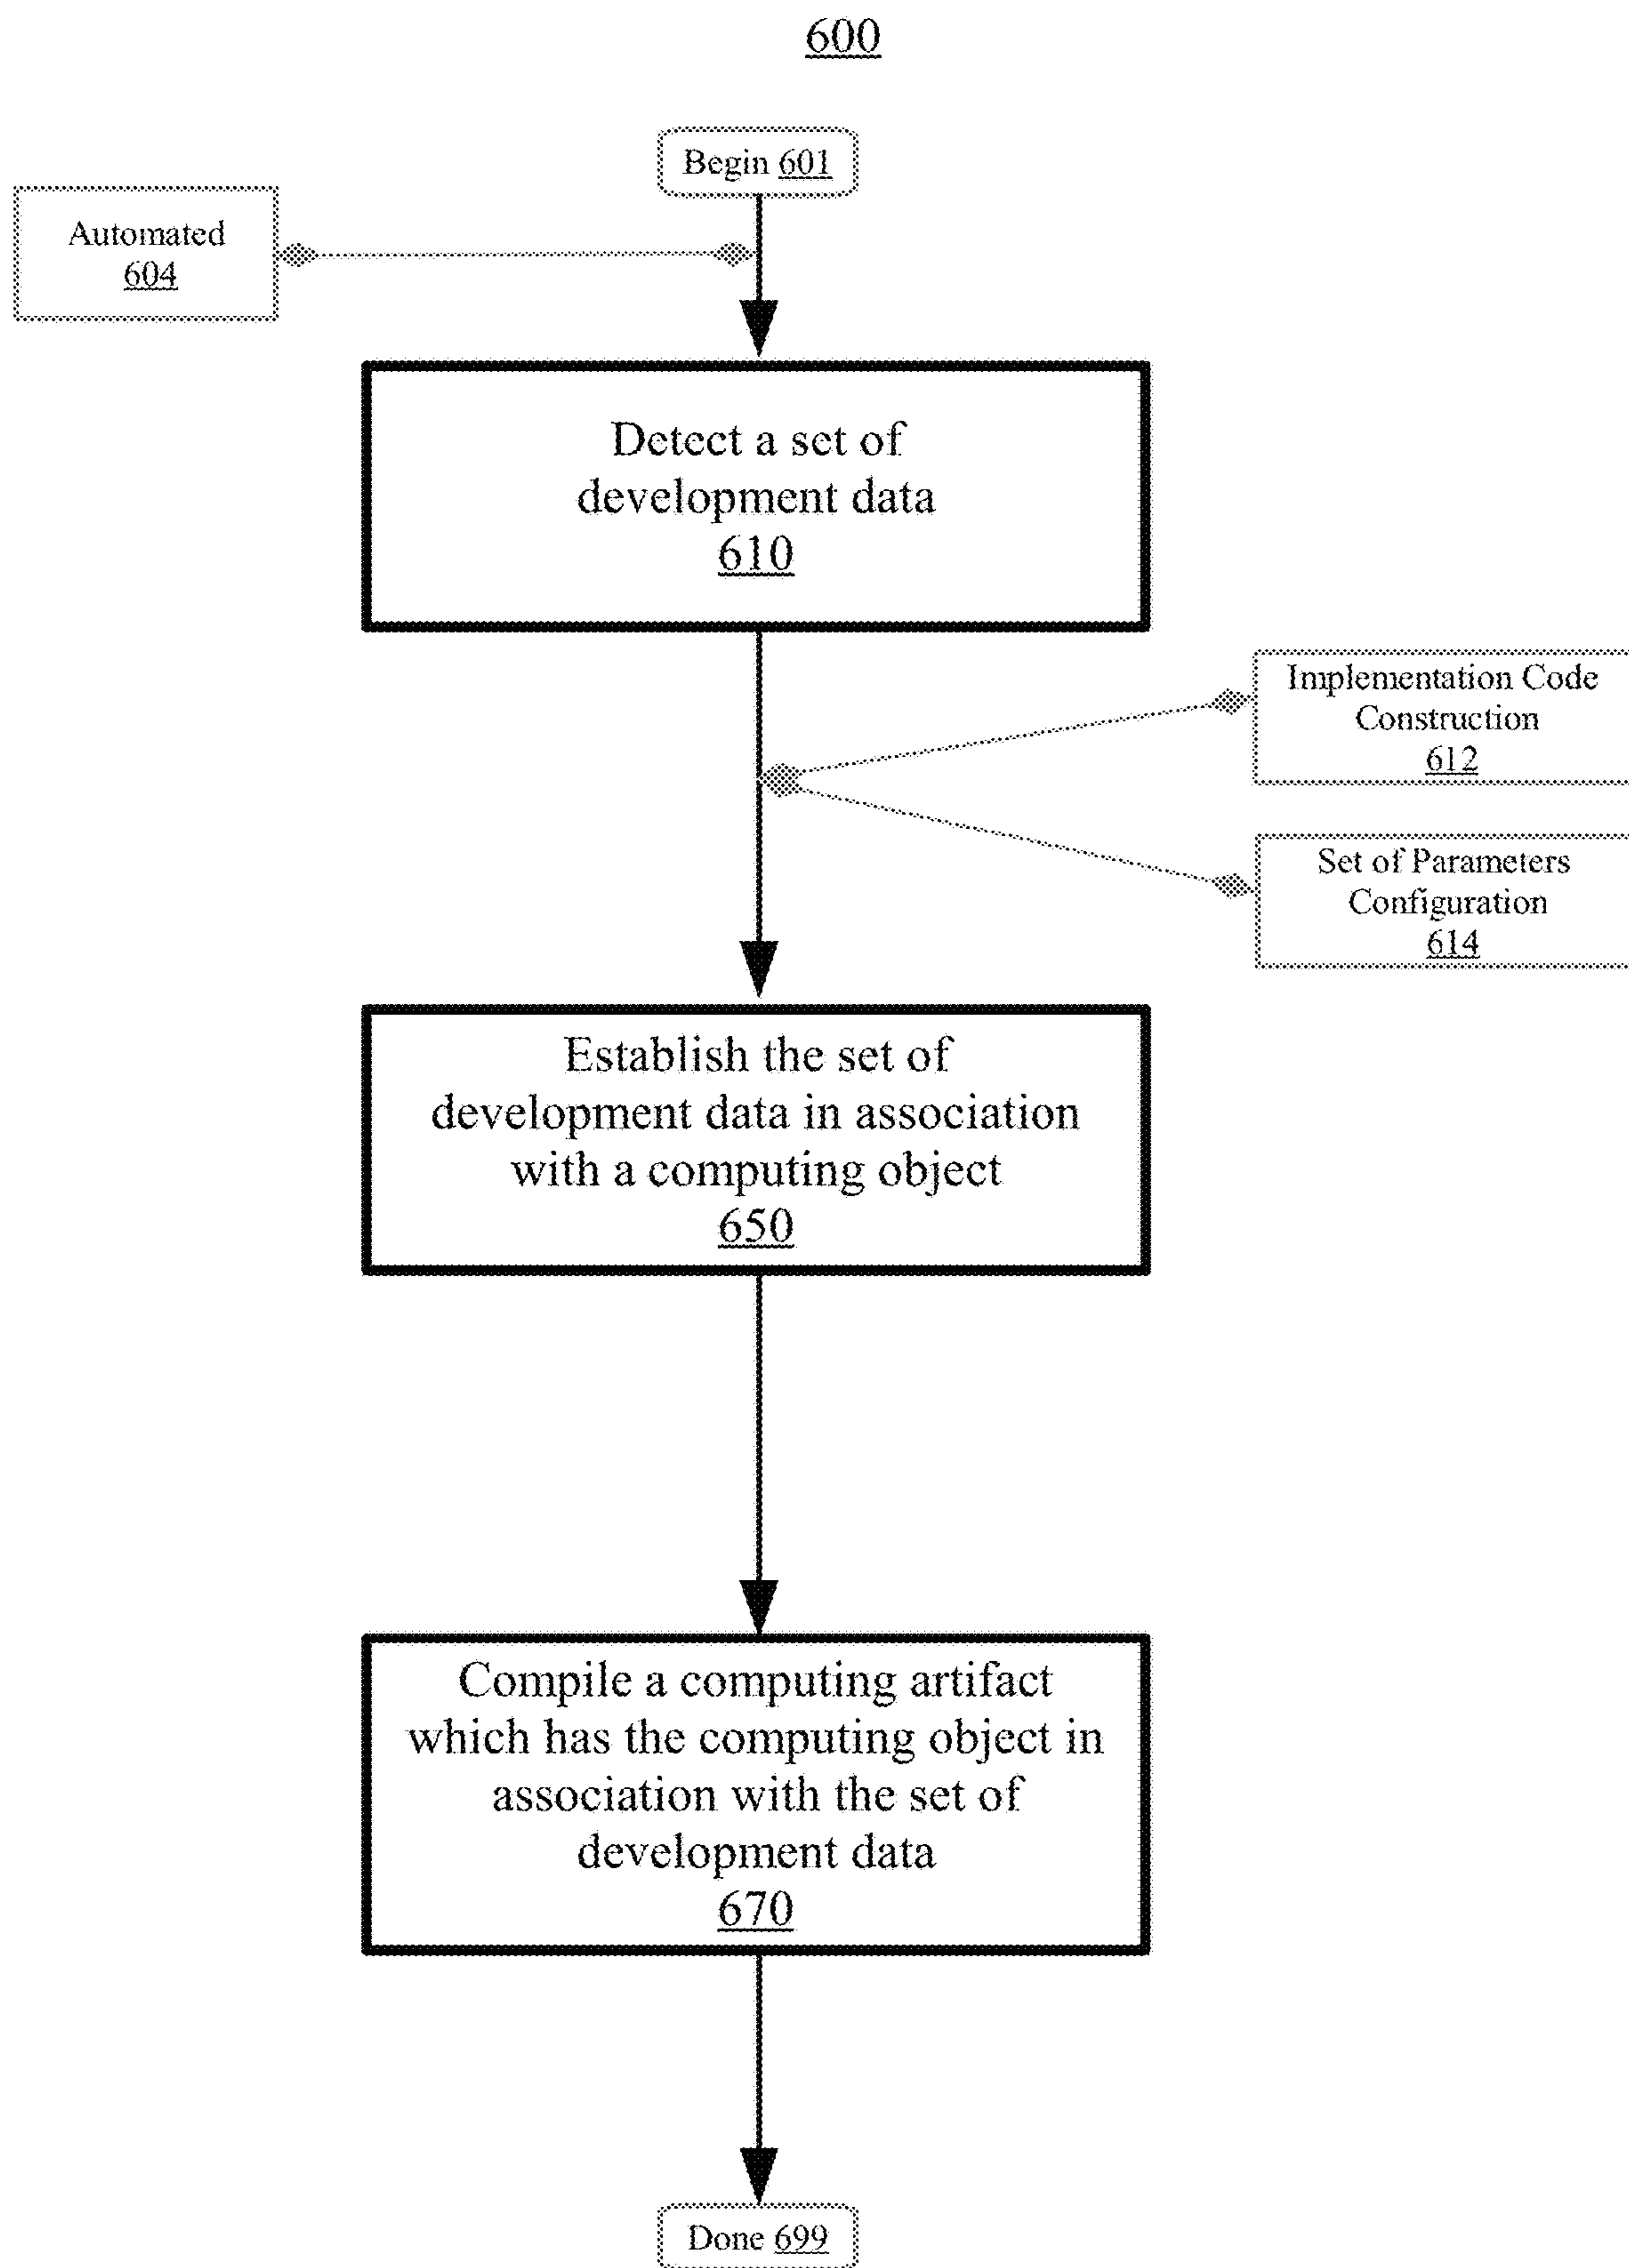 600
Begin 601
Automated
604
Detect a set of
development data
610
Implementation Code
Construction
612
Set of Parameters
Configuration
614
Establish the set of
development data in association
with a computing object
650
Compile a computing artifact
which has the computing object in
association with the set of
development data
670
Done 699